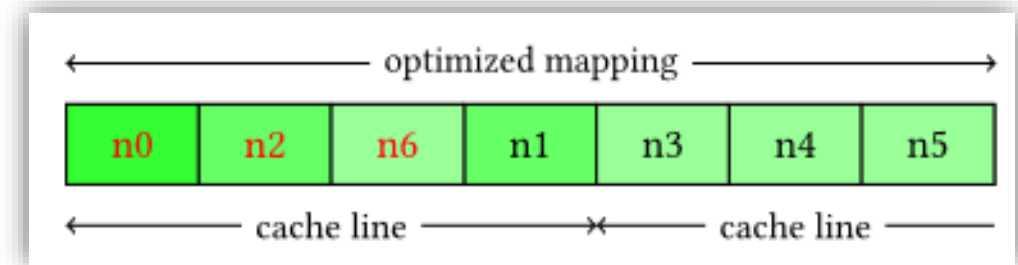 optimized mapping
n0 n2 n6 n1 n3 n4 n5
cache line cache line